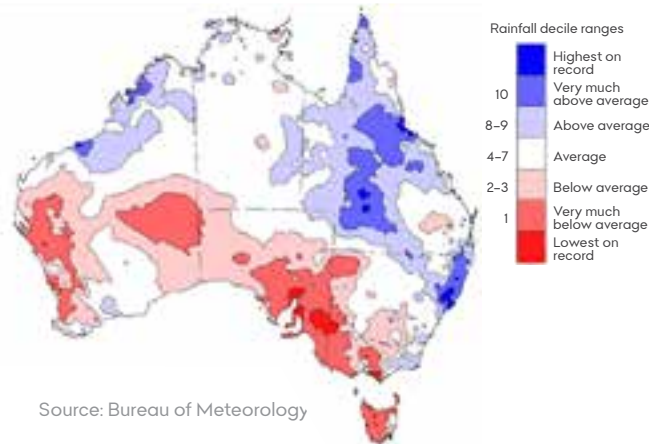 Rainfall decile ranges
Highest on
record
10
Very much
above average
8–9
Above average
4–7
Average
2–3
Below average
1
Very much
below average
Lowest on
record
Source: Bureau of Meteorology